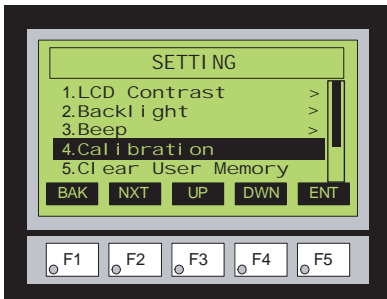 SETTING
1.LCD Contrast >
2.Backlight >
3.Beep >
4.Calibration
5.Clear User Memory
BAK NXT UP DWN ENT
F1 F2 F3 F4 F5